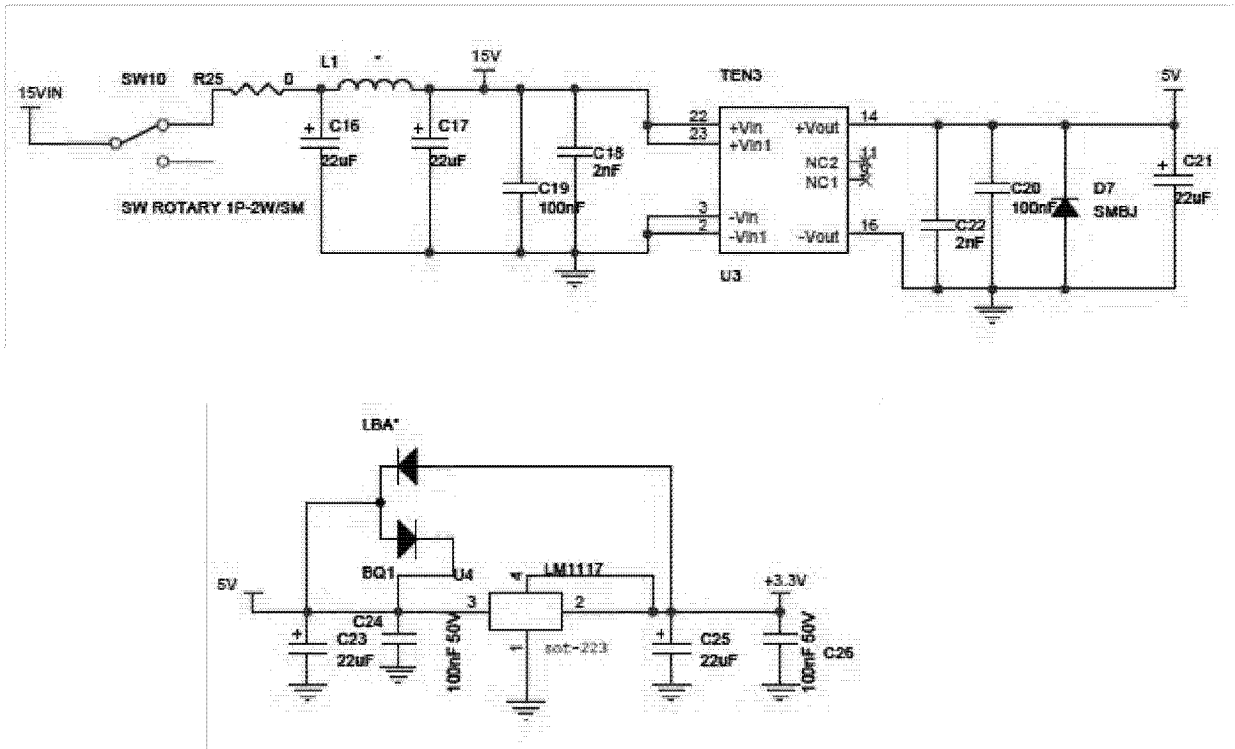 15VIN
SW10
R25
0
L1
*
15V
TEN3
5V
C16
22uF
C17
22uF
C19
100nF
C18
2nF
22
23
+Vin
+Vin1
3
2
-Vin
-Vin1
+Vout
14
NC2
11
NC1
-Vout
16
U3
C22
2nF
C20
100nF
D7
SMBJ
C21
22uF
SW ROTARY 1P-2W/SM
LBA*
BQ1
U4
LM1117
5V
+3.3V
3
4
2
1
sot-223
C23
22uF
C24
100nF 50V
C25
22uF
100nF 50V
C26